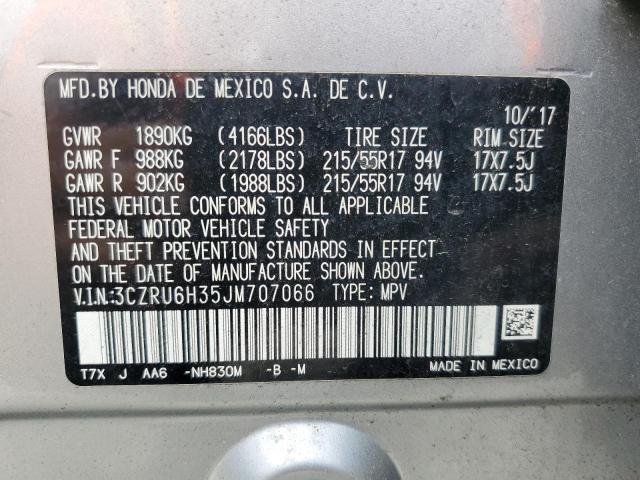 MFD.BY HONDA DE MEXICO S.A. DE C.V.
10/'17
GVWR 1890KG (4166LBS) TIRE SIZE RIM SIZE
GAWR F 988KG (2178LBS) 215/55R17 94V 17X7.5J
GAWR R 902KG (1988LBS) 215/55R17 94V 17X7.5J
THIS VEHICLE CONFORMS TO ALL APPLICABLE
FEDERAL MOTOR VEHICLE SAFETY
AND THEFT PREVENTION STANDARDS IN EFFECT
ON THE DATE OF MANUFACTURE SHOWN ABOVE.
V.I.N:3CZRU6H35JM707066 TYPE: MPV
T7X J AA6 -NH830M -B -M MADE IN MEXICO